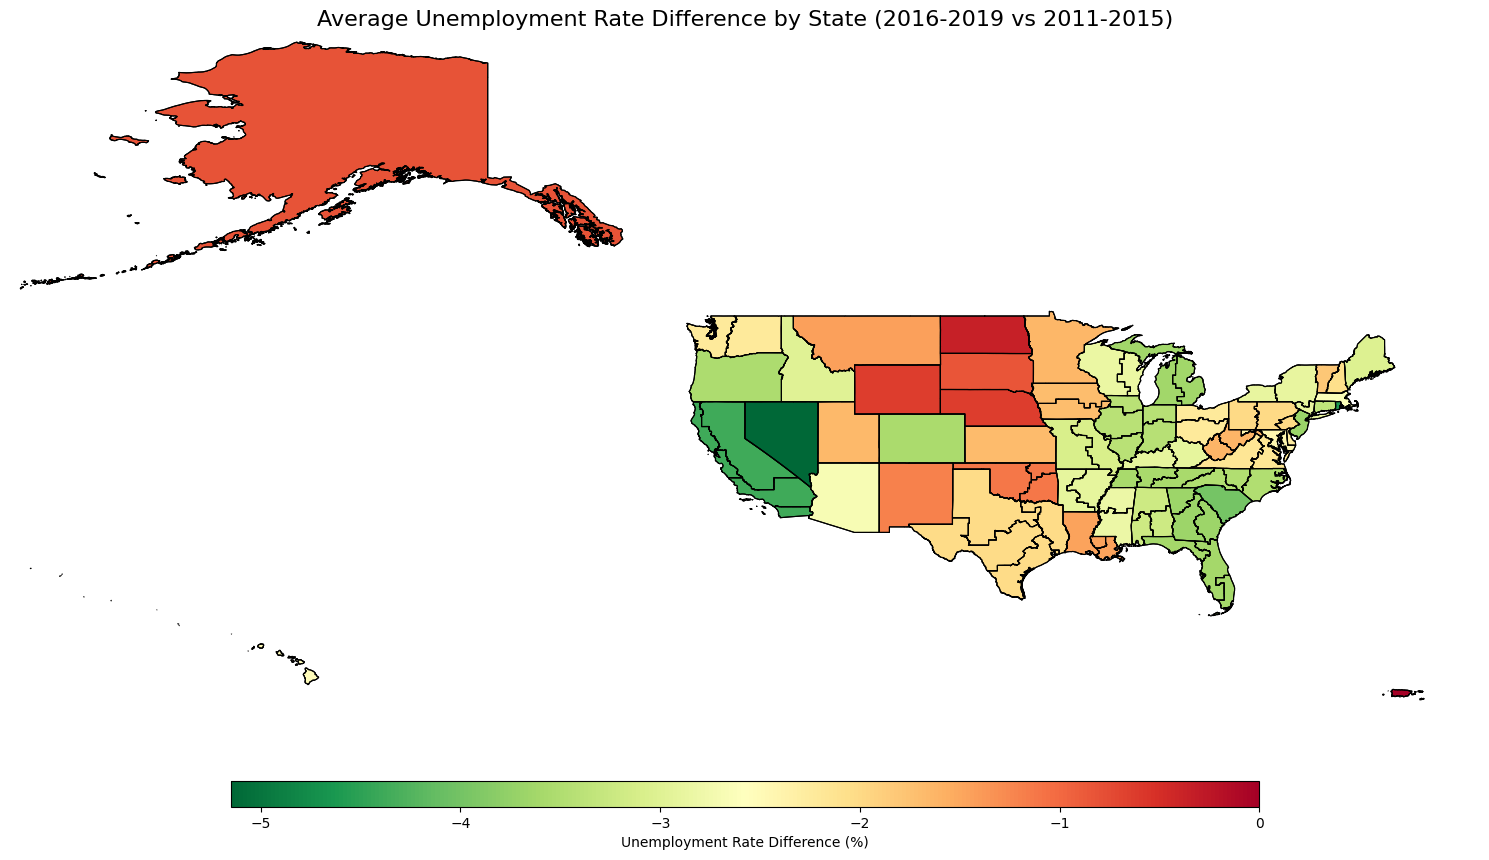 Average Unemployment Rate Difference by State (2016-2019 vs 2011-2015)
−5 −4 −3 −2 −1 0
Unemployment Rate Difference (%)